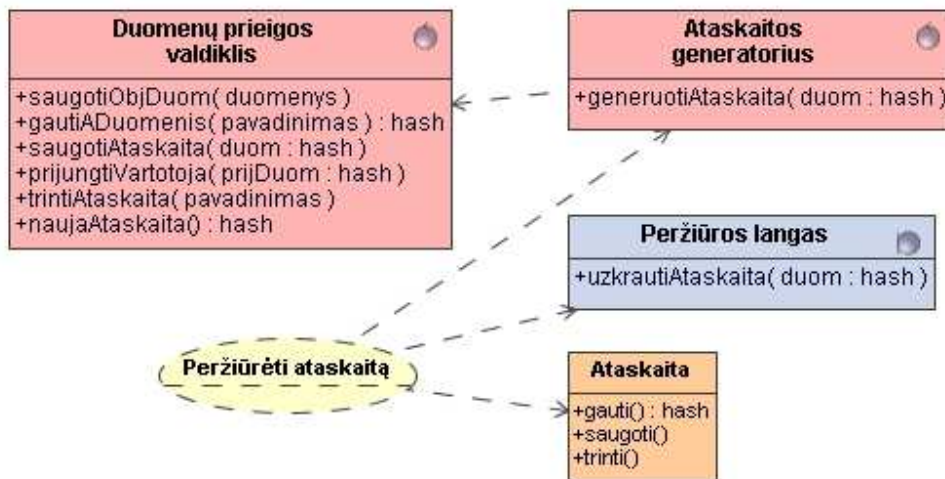 Duomenų prieigos
valdiklis
+saugotiObjDuom( duomenys )
+gautiADuomenis( pavadinimas ) : hash
+saugotiAtaskaita( duom : hash )
+prijungtiVartotoja( prijDuom : hash )
+trintiAtaskaita( pavadinimas )
+naujaAtaskaita() : hash
Ataskaitos
generatorius
+generuotiAtaskaita( duom : hash )
Peržiūros langas
+uzkrautiAtaskaita( duom : hash )
Peržiūrėti ataskaitą
Ataskaita
+gauti() : hash
+saugoti()
+trinti()